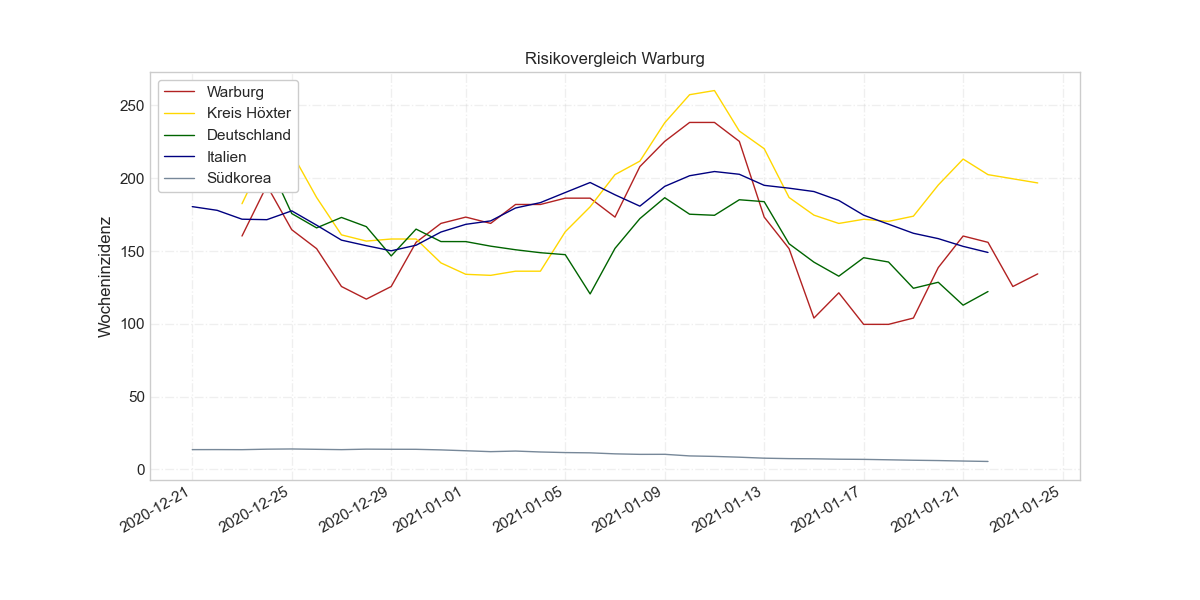 Risikovergleich Warburg
Warburg
Kreis Höxter
Deutschland
Italien
Südkorea
Wocheninzidenz
250
200
150
100
50
0
2020-12-21
2020-12-25
2020-12-29
2021-01-01
2021-01-05
2021-01-09
2021-01-13
2021-01-17
2021-01-21
2021-01-25